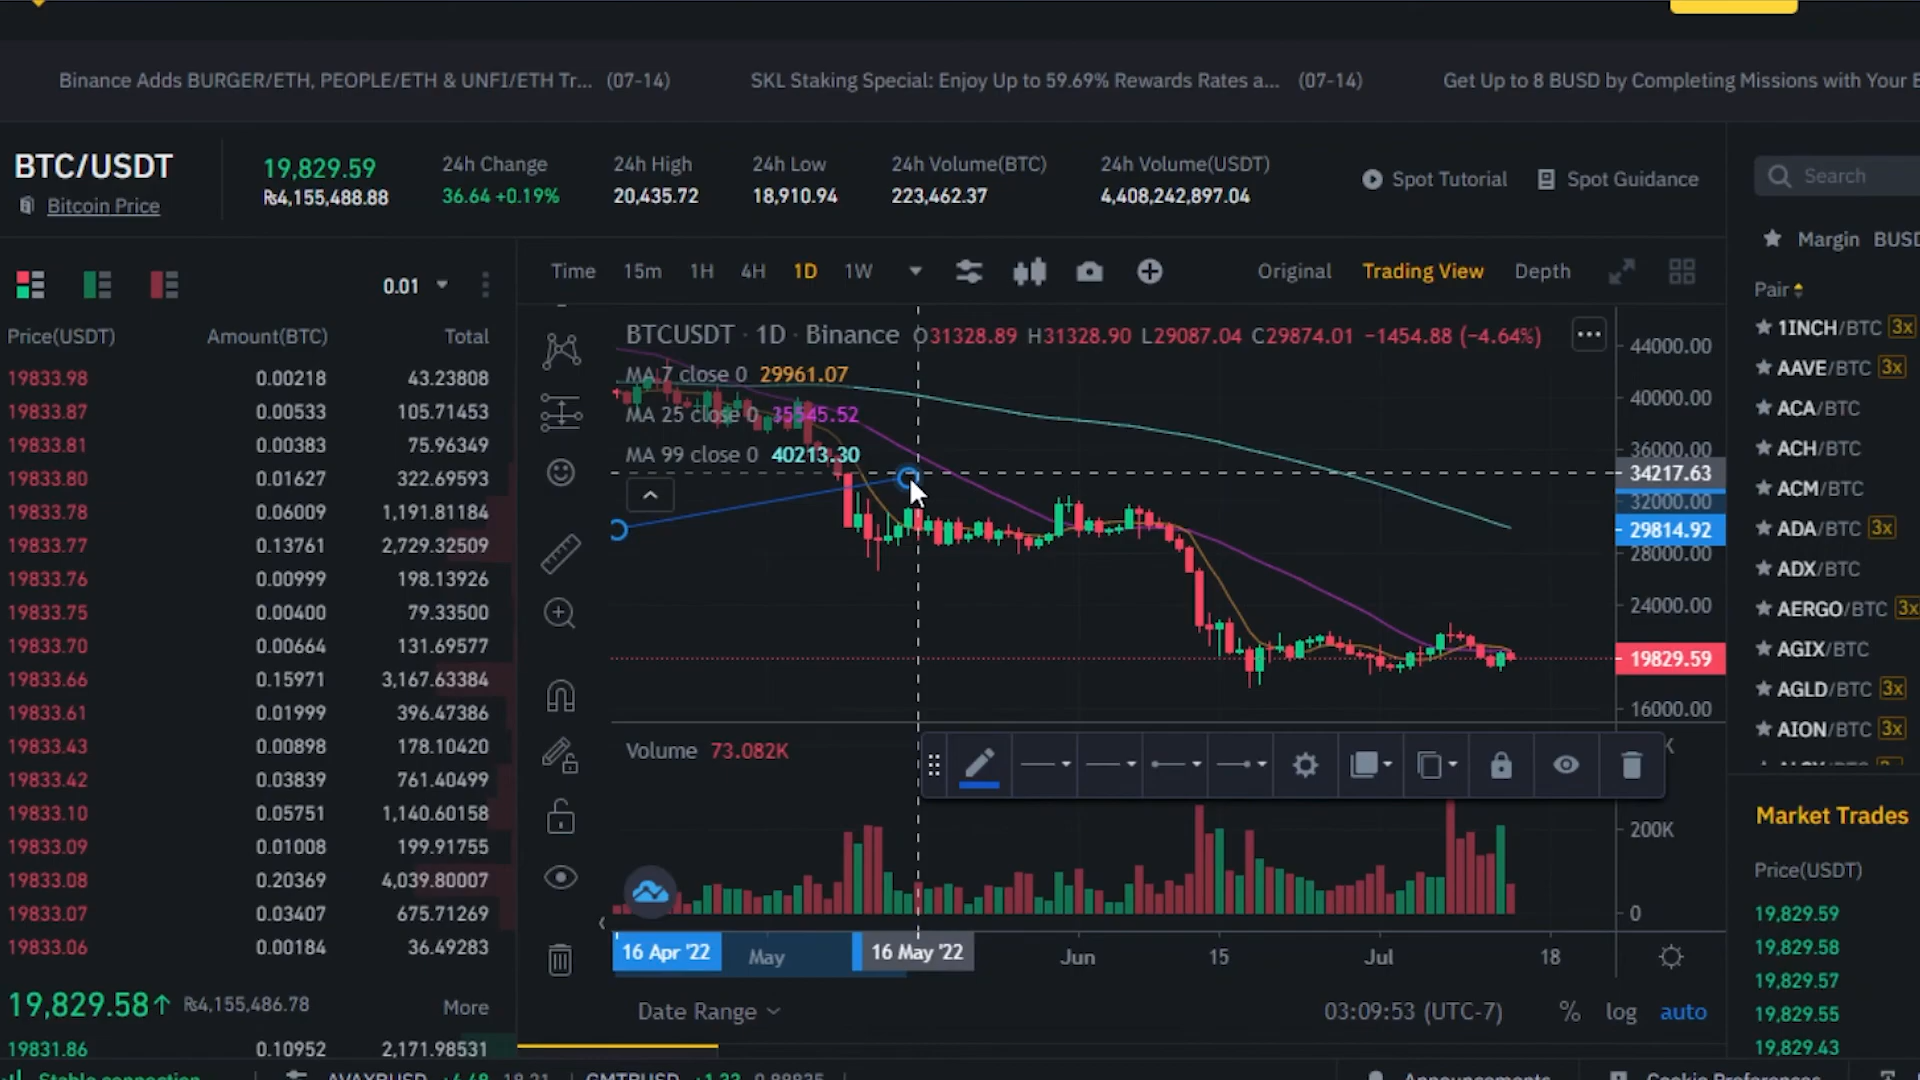 Binance Adds BURGER/ETH, PEOPLE/ETH & UNFI/ETH Tr... (07-14)
SKL Staking Special: Enjoy Up to 59.69% Rewards Rates a... (07-14)
Get Up to 8 BUSD by Completing Missions with Your
BTC/USDT
Bitcoin Price
19,829.59
₨4,155,488.88
24h Change
36.64 +0.19%
24h High
20,435.72
24h Low
18,910.94
24h Volume(BTC)
223,462.37
24h Volume(USDT)
4,408,242,897.04
Spot Tutorial
Spot Guidance
Search
Margin BUSD
Pair
1INCH/BTC 3x
AAVE/BTC 3x
ACA/BTC
ACH/BTC
ACM/BTC
ADA/BTC 3x
ADX/BTC
AERGO/BTC 3x
AGIX/BTC
AGLD/BTC 3x
AION/BTC 3x
Market Trades
Price(USDT)
19,829.59
19,829.58
19,829.57
19,829.55
19,829.43
0.01
Price(USDT) Amount(BTC) Total
19833.98 0.00218 43.23808
19833.87 0.00533 105.71453
19833.81 0.00383 75.96349
19833.80 0.01627 322.69593
19833.78 0.06009 1,191.81184
19833.77 0.13761 2,729.32509
19833.76 0.00999 198.13926
19833.75 0.00400 79.33500
19833.70 0.00664 131.69577
19833.66 0.15971 3,167.63384
19833.61 0.01999 396.47386
19833.43 0.00898 178.10420
19833.42 0.03839 761.40499
19833.10 0.05751 1,140.60158
19833.09 0.01008 199.91755
19833.08 0.20369 4,039.80007
19833.07 0.03407 675.71269
19833.06 0.00184 36.49283
19,829.58↑ ₨4,155,486.78 More
19831.86 0.10952 2,171.98531
Time 15m 1H 4H 1D 1W
Original Trading View Depth
BTCUSDT · 1D · Binance O31328.89 H31328.90 L29087.04 C29874.01 −1454.88 (−4.64%)
MA 7 close 0 29961.07
MA 25 close 0 35545.52
MA 99 close 0 40213.30
44000.00
40000.00
36000.00
34217.63
32000.00
29814.92
28000.00
24000.00
19829.59
16000.00
Volume 73.082K
K
200K
0
16 Apr '22 May 16 May '22 Jun 15 Jul 18
Date Range
03:09:53 (UTC-7) % log auto
Stable connection
AVAXBUSD +4.48 18.21
GMTBUSD +1.33
Announcements
Cookie Preferences